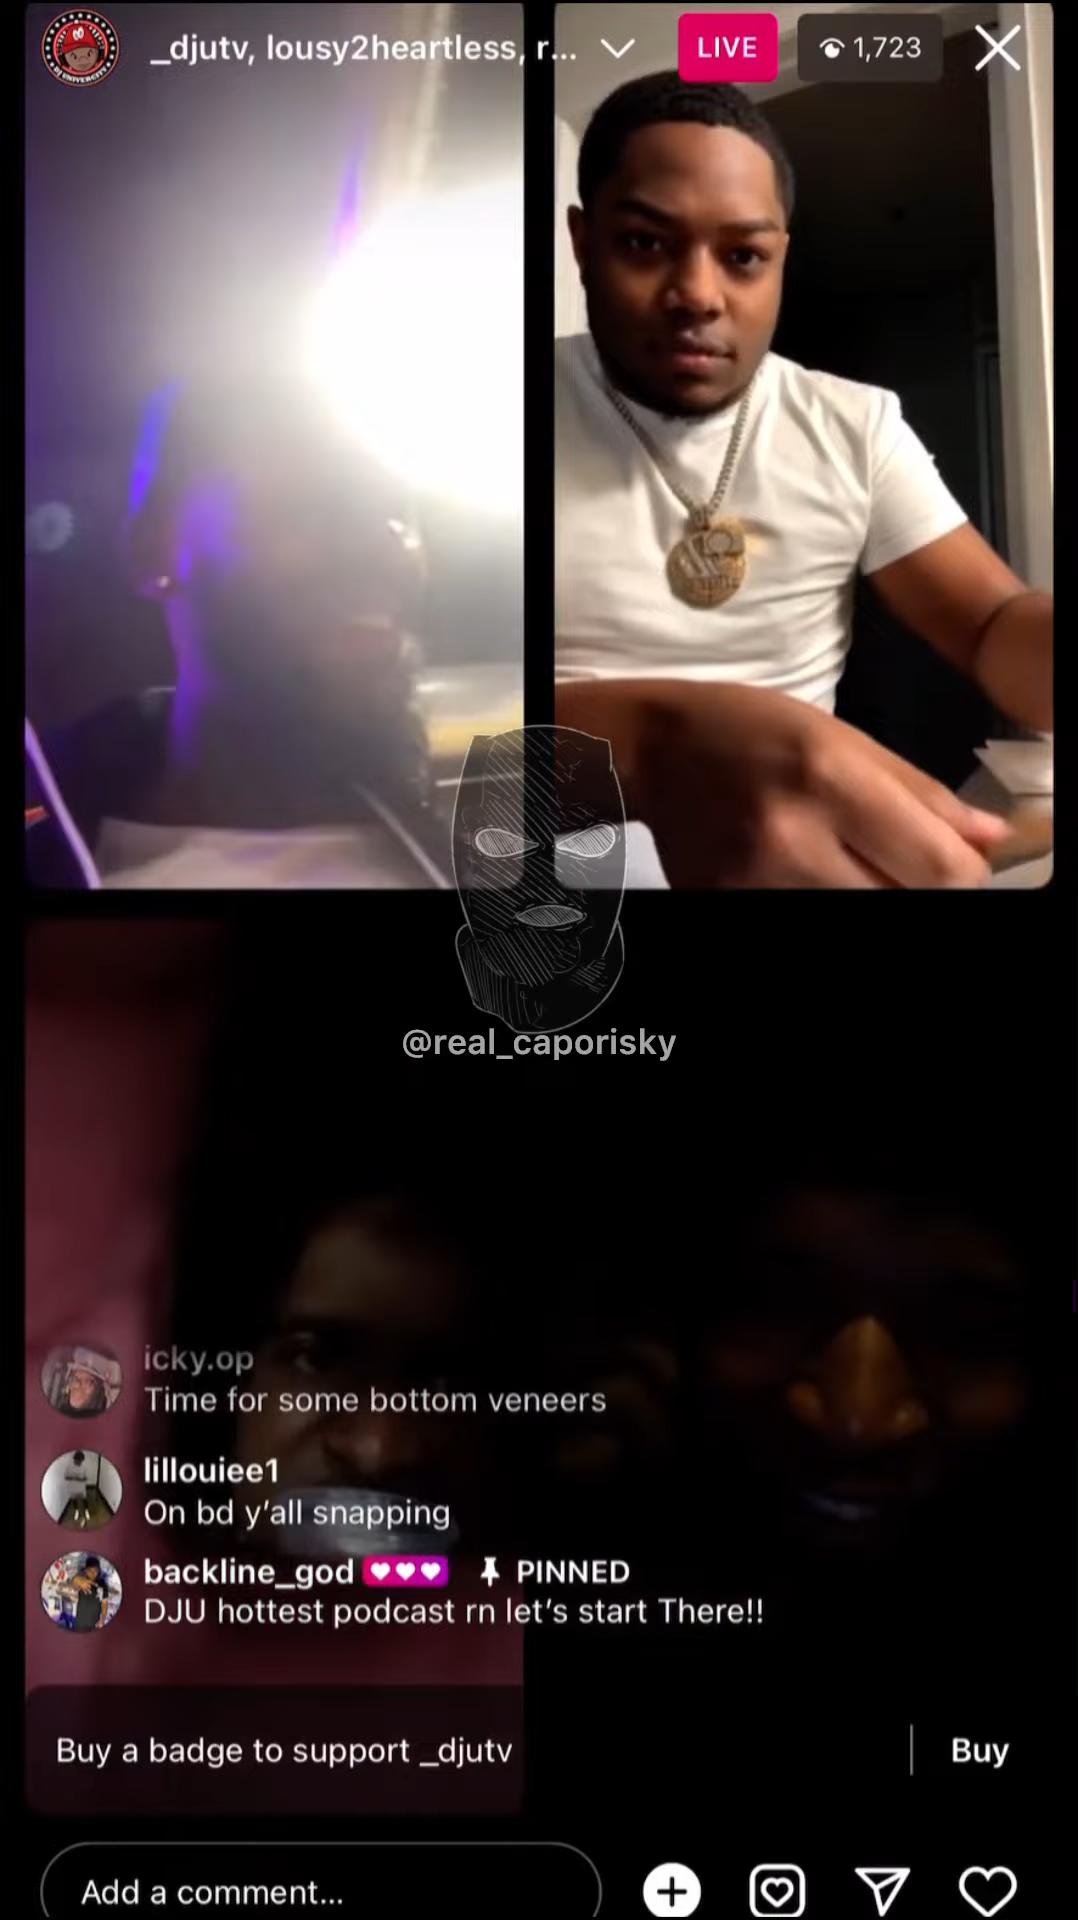 _djutv, lousy2heartless, r...
LIVE
1,723
@real_caporisky
icky.op
Time for some bottom veneers
lillouiee1
On bd y'all snapping
backline_god PINNED
DJU hottest podcast rn let's start There!!
Buy a badge to support _djutv
Buy
Add a comment...